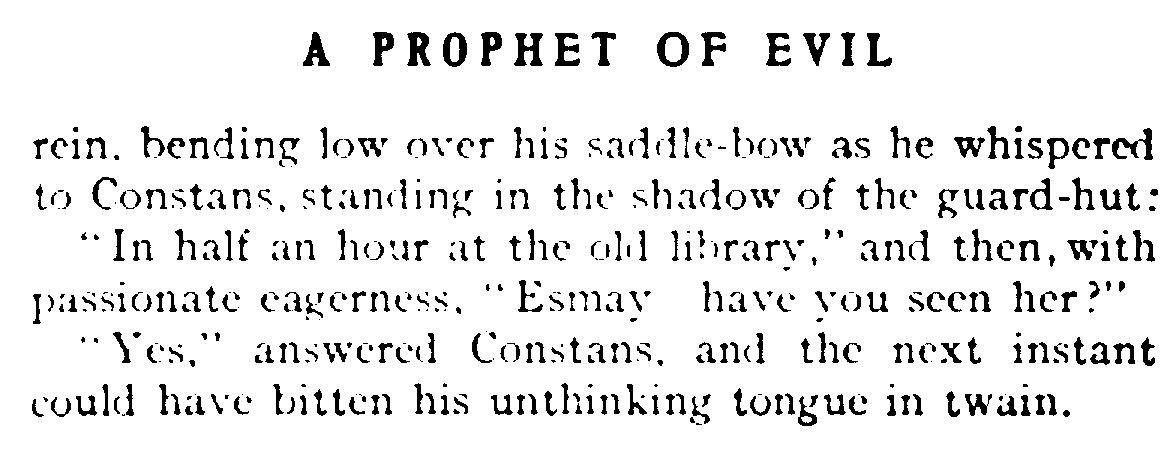 A PROPHET OF EVIL
rein, bending low over his saddle-bow as he whispered
to Constans, standing in the shadow of the guard-hut:
"In half an hour at the old library," and then, with
passionate eagerness, "Esmay have you seen her?"
"Yes," answered Constans, and the next instant
could have bitten his unthinking tongue in twain.